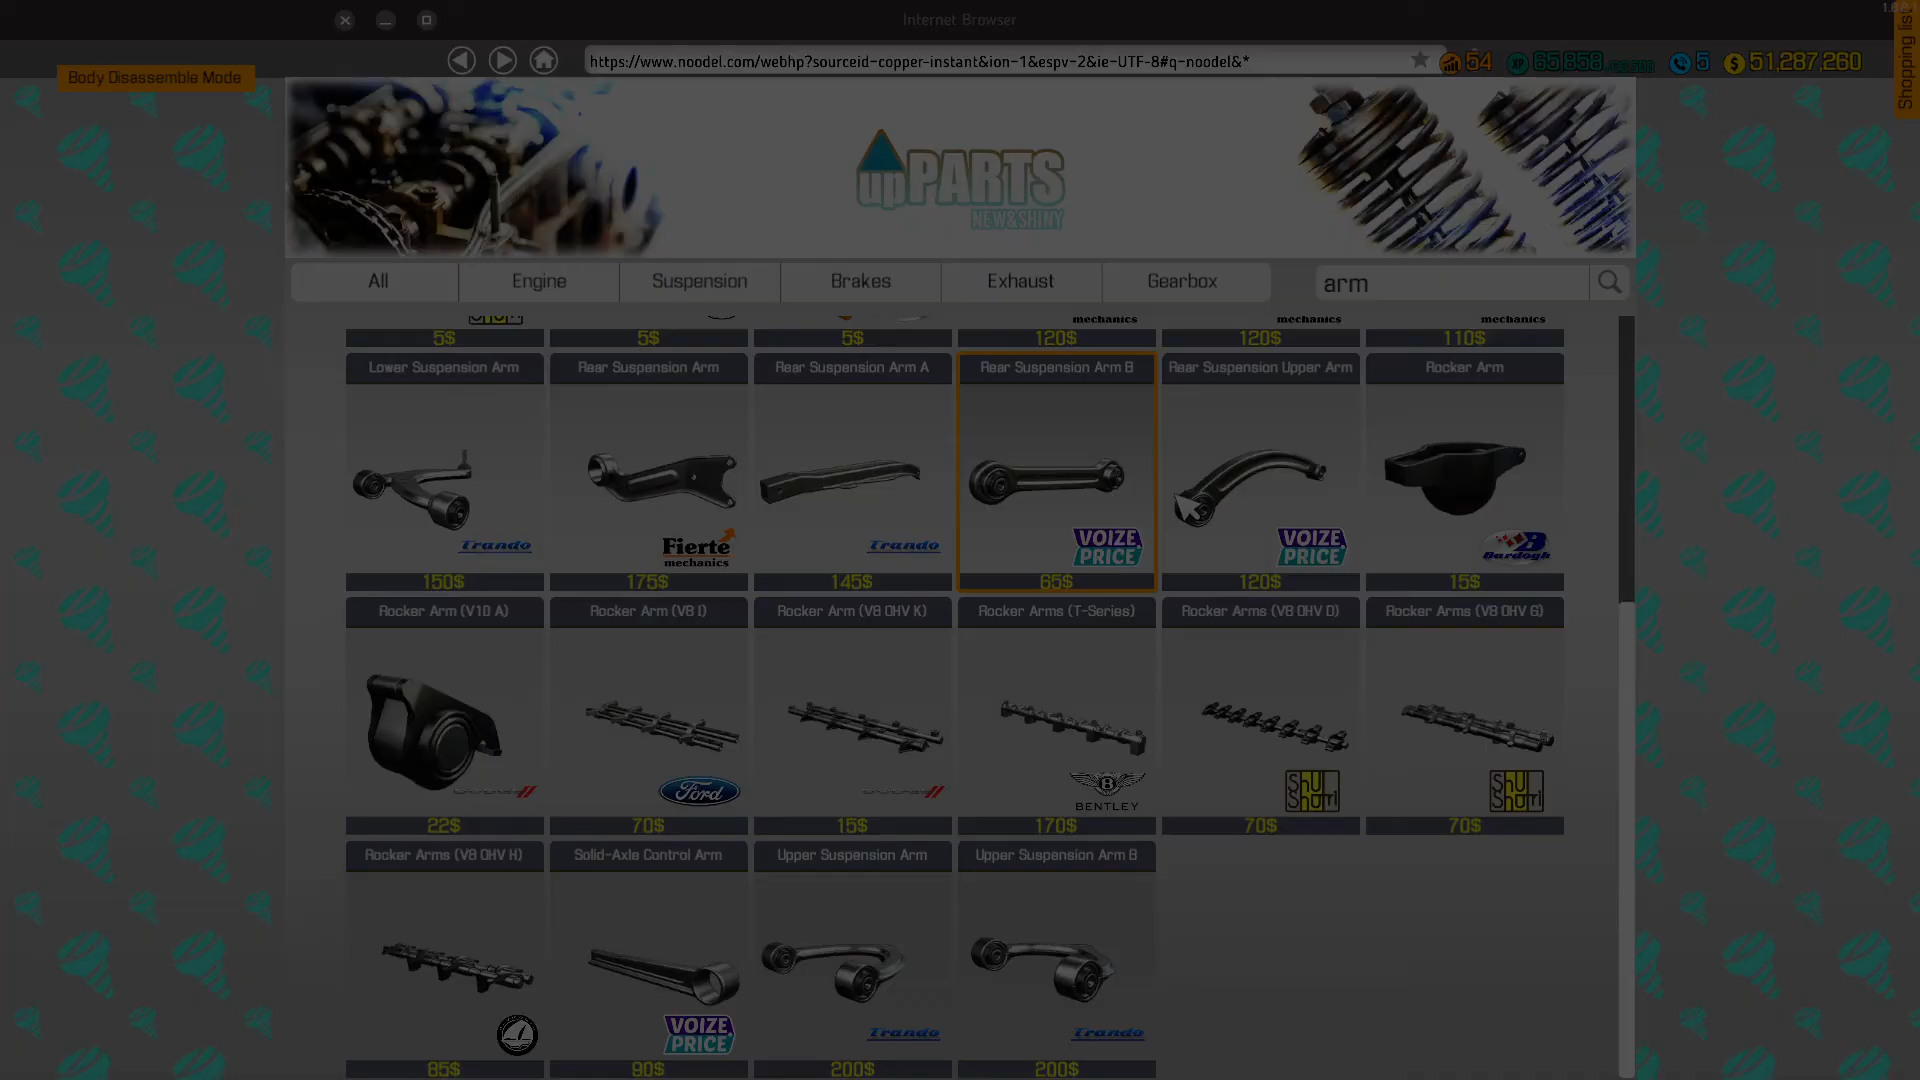 Internet Browser
https://www.noodel.com/webhp?sourceid-copper-instant&ion-1&espv-2&ie-UTF-8#q-noodel&*
54
65858
5
51,287,260
Shopping list
Body Disassemble Mode
upPARTS
NEW&SHINY
All
Engine
Suspension
Brakes
Exhaust
Gearbox
arm
mechanics
mechanics
mechanics
5$
5$
5$
120$
120$
110$
Lower Suspension Arm
Rear Suspension Arm
Rear Suspension Arm A
Rear Suspension Arm B
Rear Suspension Upper Arm
Rocker Arm
Trando
Fierte
mechanics
Trando
VOIZE
PRICE
VOIZE
PRICE
Bardogh
150$
175$
145$
65$
120$
15$
Rocker Arm (V10 A)
Rocker Arm (V8 I)
Rocker Arm (V8 OHV K)
Rocker Arms (T-Series)
Rocker Arms (V8 OHV D)
Rocker Arms (V8 OHV G)
Ford
B
BENTLEY
22$
70$
15$
170$
70$
70$
Rocker Arms (V8 OHV H)
Solid-Axle Control Arm
Upper Suspension Arm
Upper Suspension Arm B
VOIZE
PRICE
Trando
Trando
85$
90$
200$
200$